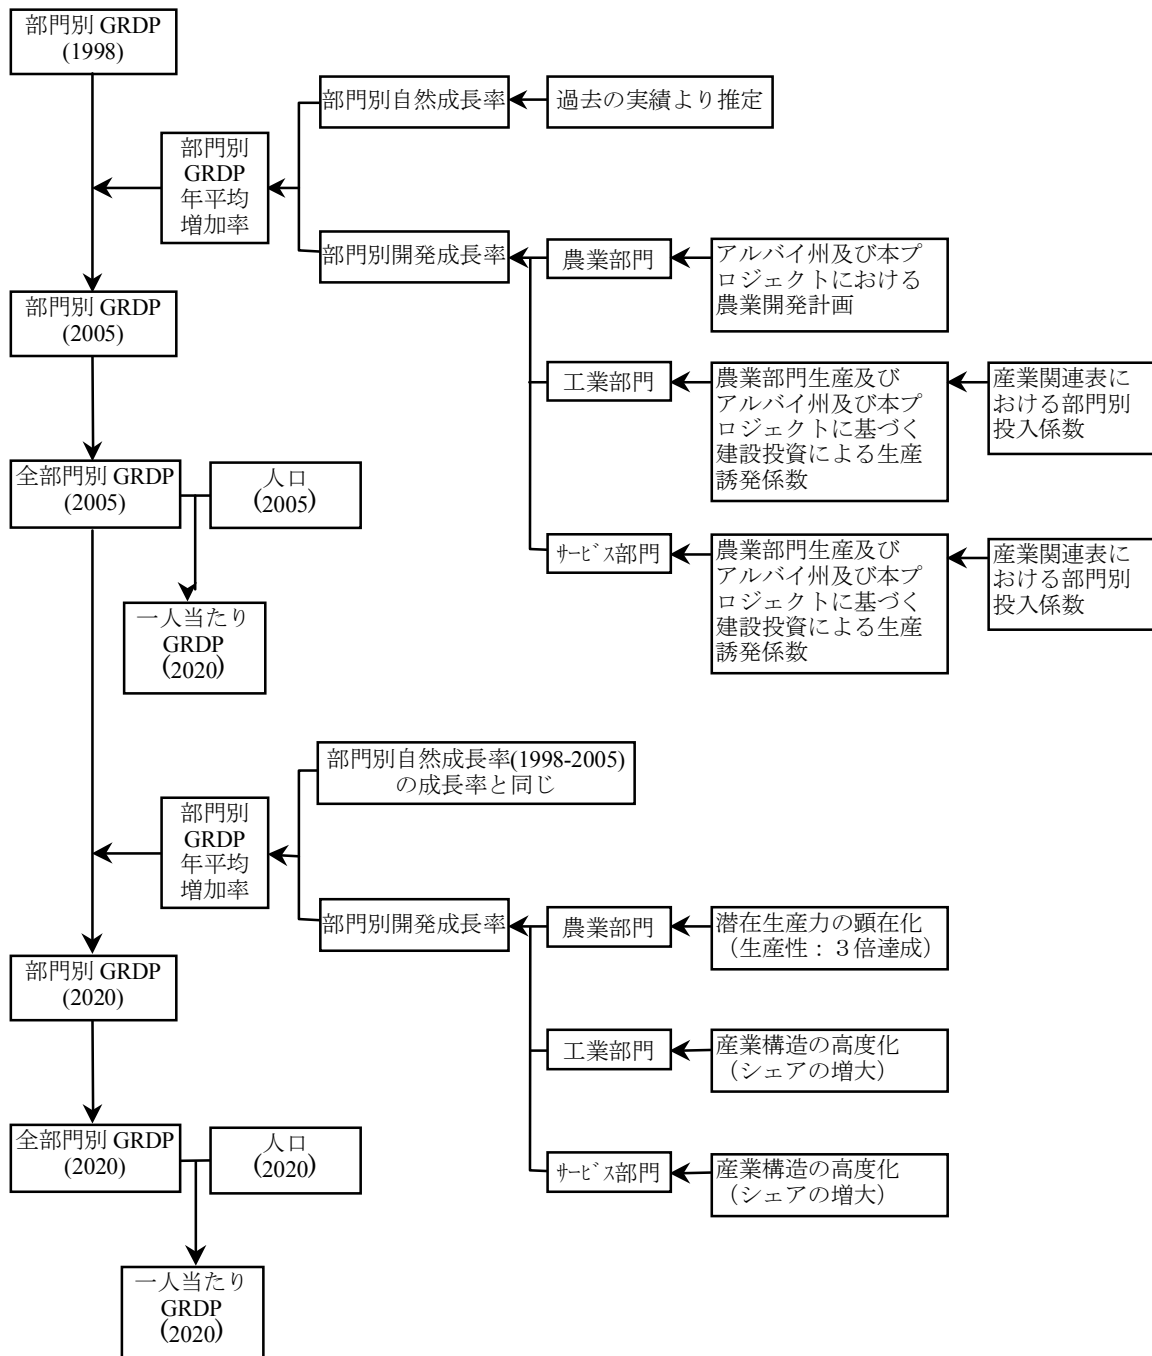 部門別 GRDP
(1998)
部門別自然成長率
過去の実績より推定
部門別
GRDP
年平均
増加率
部門別開発成長率
農業部門
アルバイ州及び本プ
ロジェクトにおける
農業開発計画
部門別 GRDP
(2005)
工業部門
農業部門生産及び
アルバイ州及び本プ
ロジェクトに基づく
建設投資による生産
誘発係数
産業関連表に
おける部門別
投入係数
全部門別 GRDP
(2005)
人口
(2005)
サービス部門
農業部門生産及び
アルバイ州及び本プ
ロジェクトに基づく
建設投資による生産
誘発係数
産業関連表に
おける部門別
投入係数
一人当たり
GRDP
(2020)
部門別自然成長率(1998-2005)
の成長率と同じ
部門別
GRDP
年平均
増加率
部門別開発成長率
農業部門
潜在生産力の顕在化
(生産性：３倍達成)
部門別 GRDP
(2020)
工業部門
産業構造の高度化
(シェアの増大)
全部門別 GRDP
(2020)
人口
(2020)
サービス部門
産業構造の高度化
(シェアの増大)
一人当たり
GRDP
(2020)